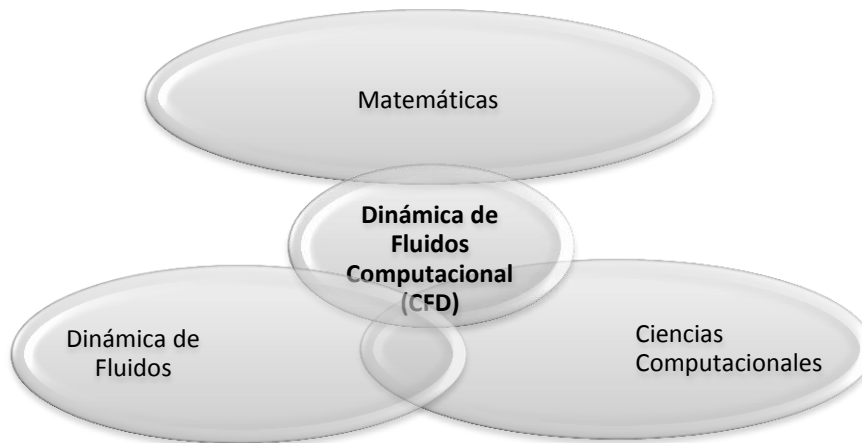 Matemáticas
Dinámica de
Fluidos
Computacional
(CFD)
Dinámica de
Fluidos
Ciencias
Computacionales